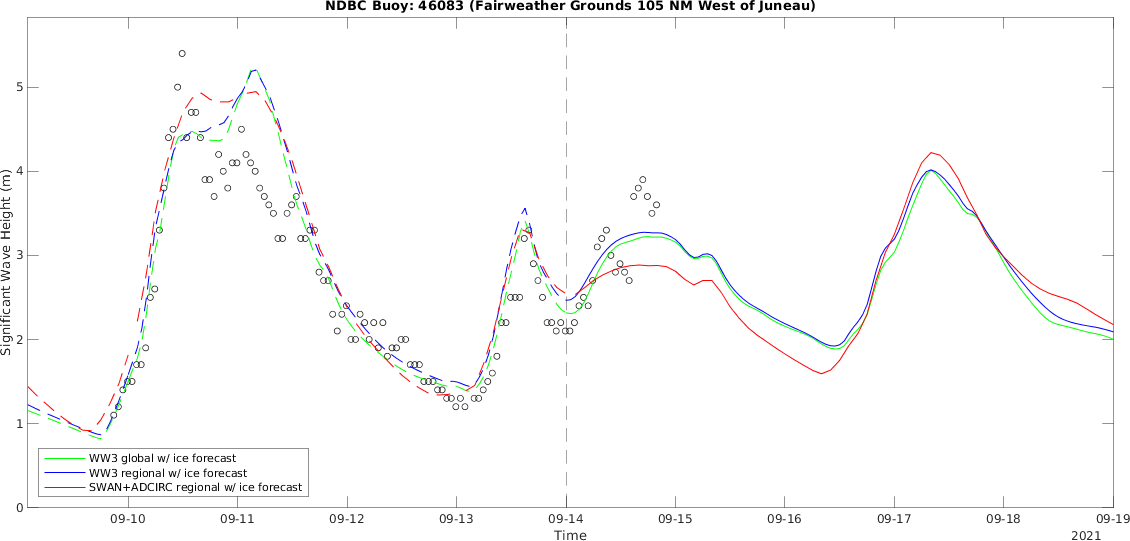 NDBC Buoy: 46083 (Fairweather Grounds 105 NM West of Juneau)
Significant Wave Height (m)
5
4
3
2
1
0
WW3 global w/ ice forecast
WW3 regional w/ ice forecast
SWAN+ADCIRC regional w/ ice forecast
09-10 09-11 09-12 09-13 09-14 09-15 09-16 09-17 09-18 09-19
Time
2021